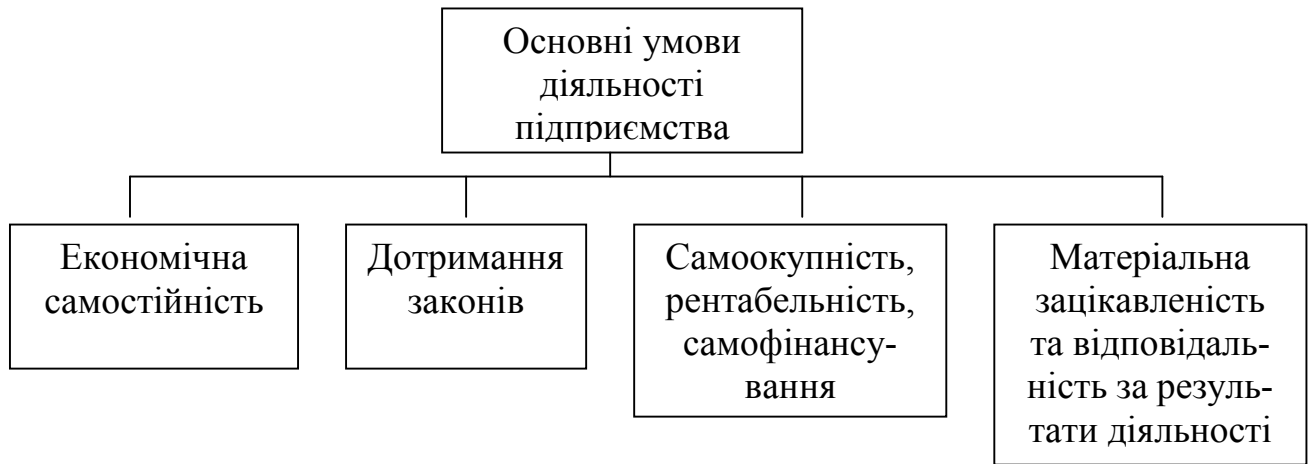 Основні умови
діяльності
підприємства
Економічна
самостійність
Дотримання
законів
Самоокупність,
рентабельність,
самофінансу-
вання
Матеріальна
зацікавленість
та відповідаль-
ність за резуль-
тати діяльності